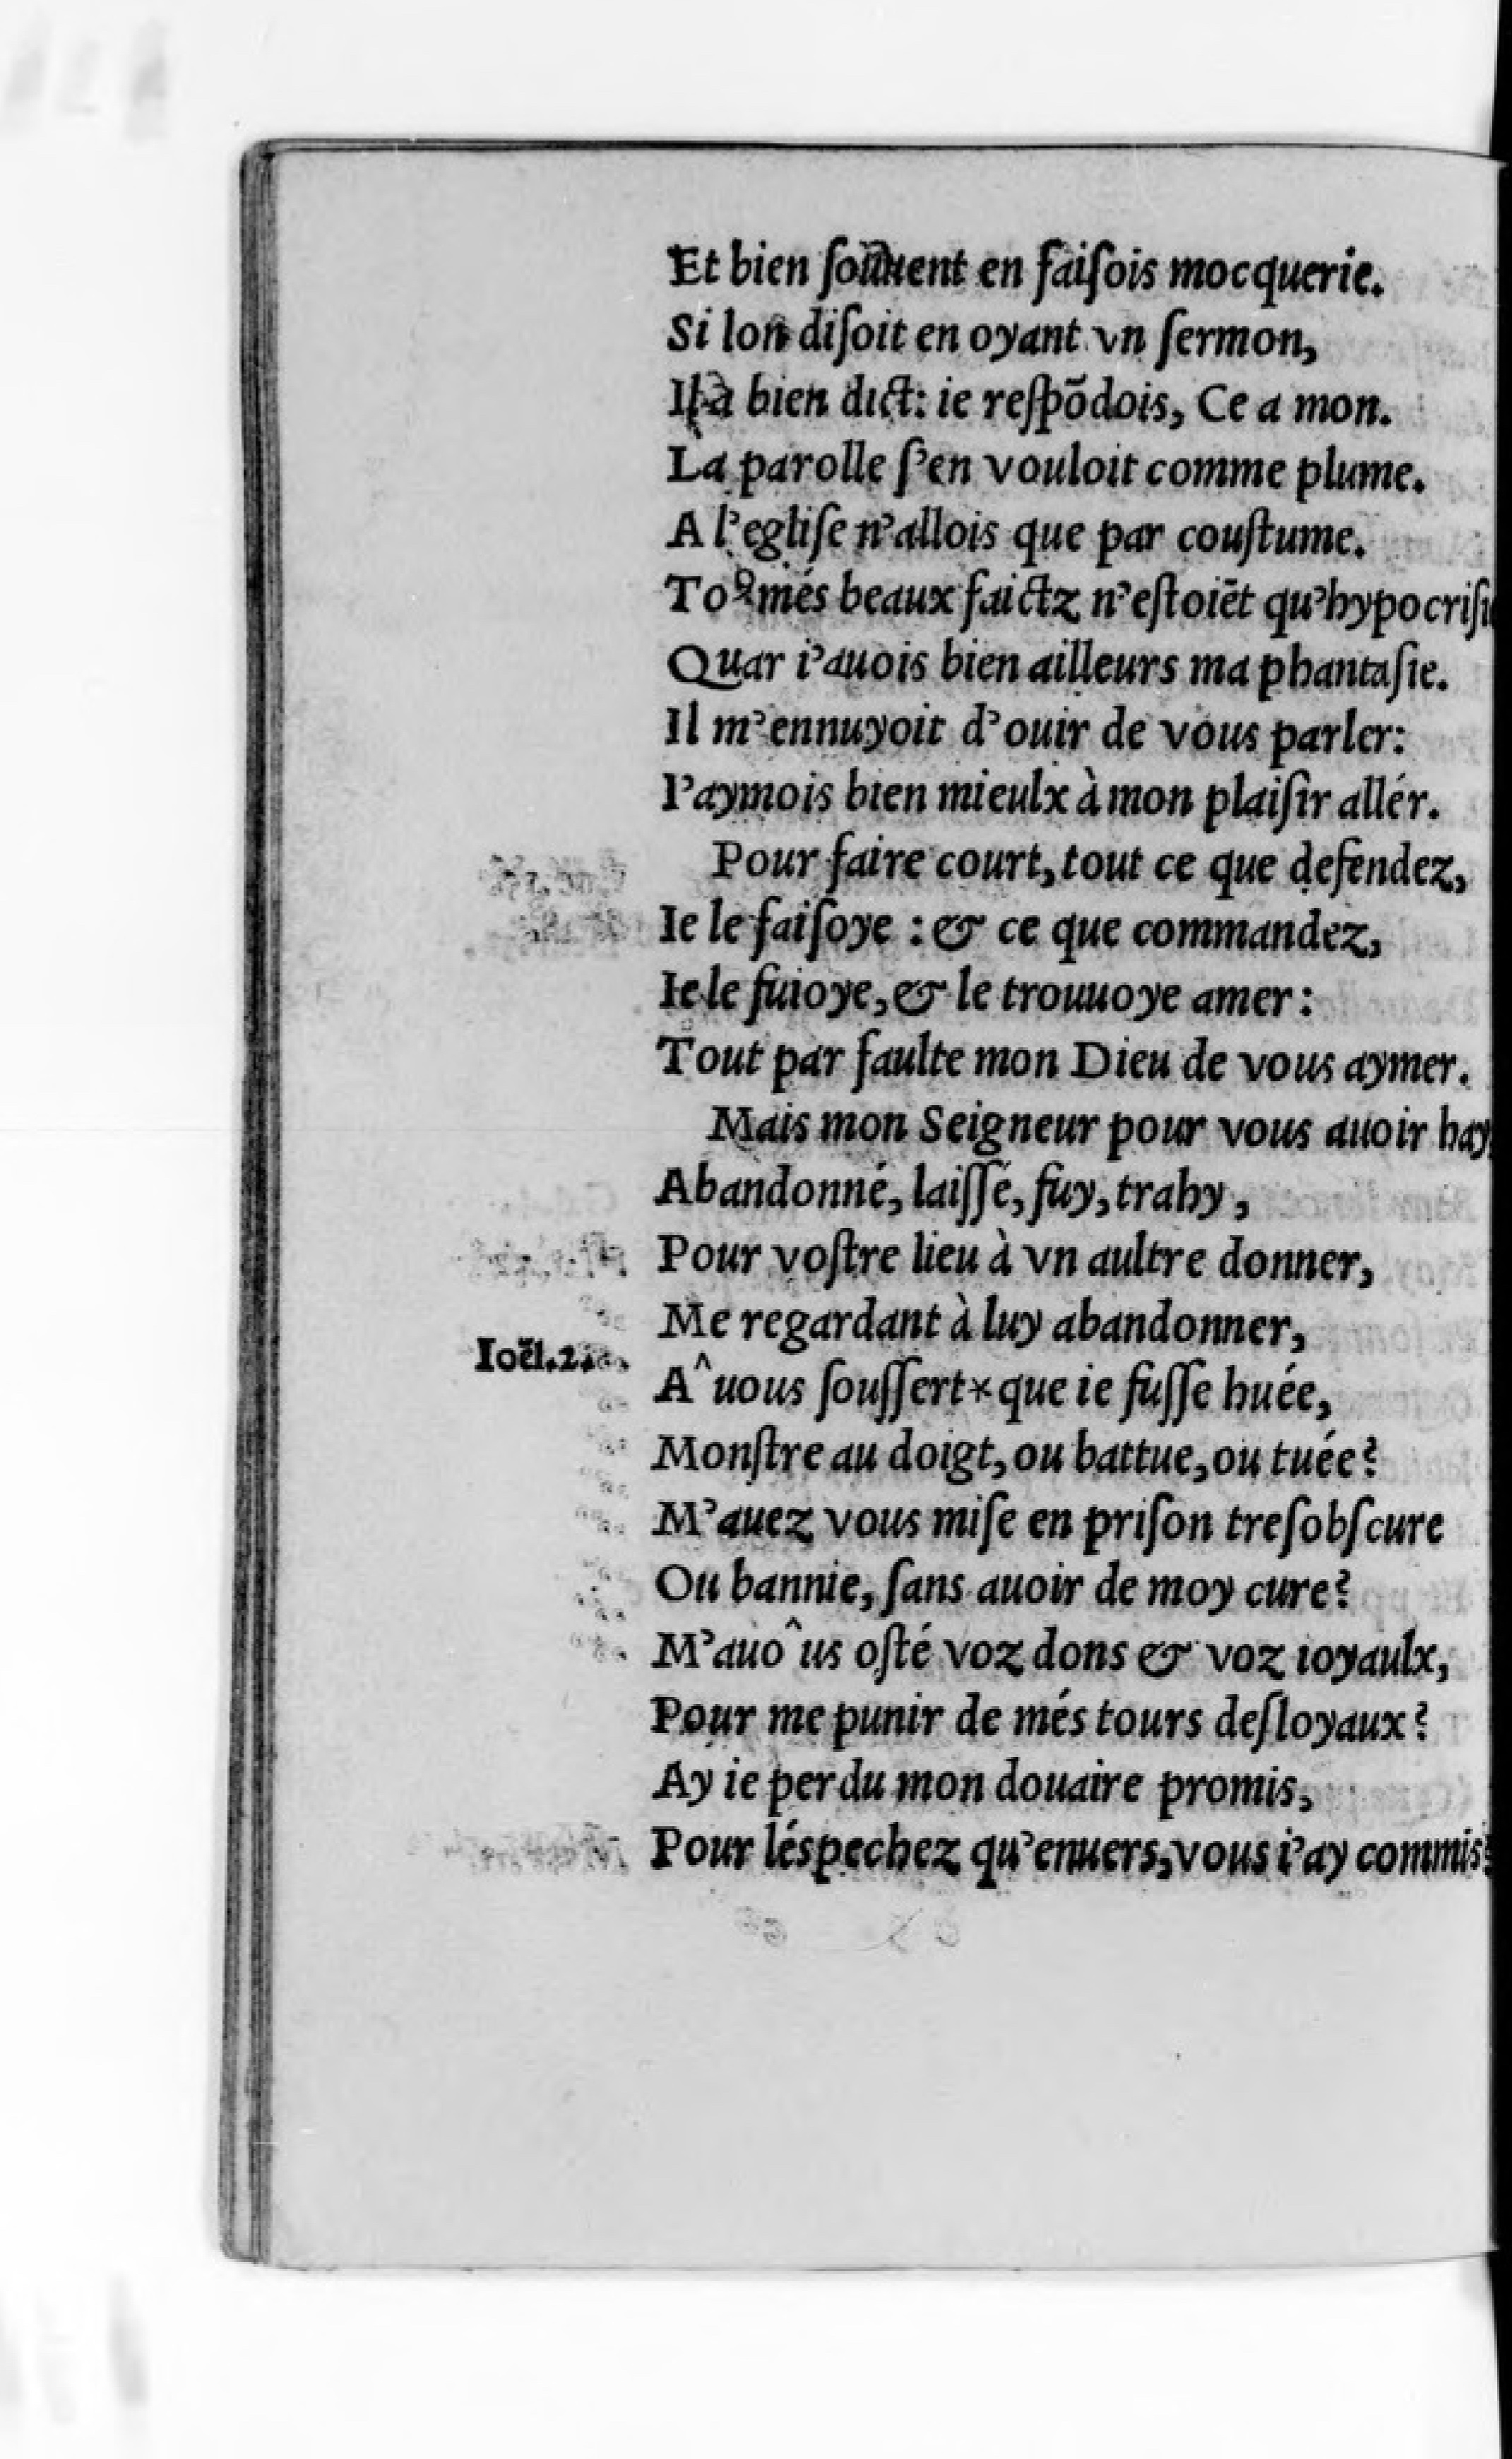 Et bien ſouuent en faiſois mocquerie.
Si lon diſoit en oyant vn ſermon,
Il à bien dict: ie reſpõdois, Ce a mon.
La parolle ſ’en vouloit comme plume.
A l’egliſe n’allois que par couſtume.
Toꝰ més beaux faictz n’eſtoiẽt qu’hypocriſi
Quar i’auois bien ailleurs ma phantaſie.
Il m’ennuyoit d’ouir de vous parler:
I’aymois bien mieulx à mon plaiſir allér.
Pour faire court, tout ce que defendez,
Ie le faiſoye : & ce que commandez,
Ie le fuioye, & le trouuoye amer :
Tout par faulte mon Dieu de vous aymer.
Mais mon Seigneur pour vous auoir hay
Abandonné, laiſſé, fuy, trahy,
Pour voſtre lieu à vn aultre donner,
Me regardant à luy abandonner,
Ioël.2.
A^uous ſouffert* que ie fuſſe huée,
Monſtre au doigt, ou battue, ou tuée?
M’auez vous miſe en priſon treſobſcure
Ou bannie, ſans auoir de moy cure?
M’auo^us oſté voz dons & voz ioyaulx,
Pour me punir de més tours deſloyaux?
Ay ie perdu mon douaire promis,
Pour léspechez qu’enuers, vous i’ay commis?